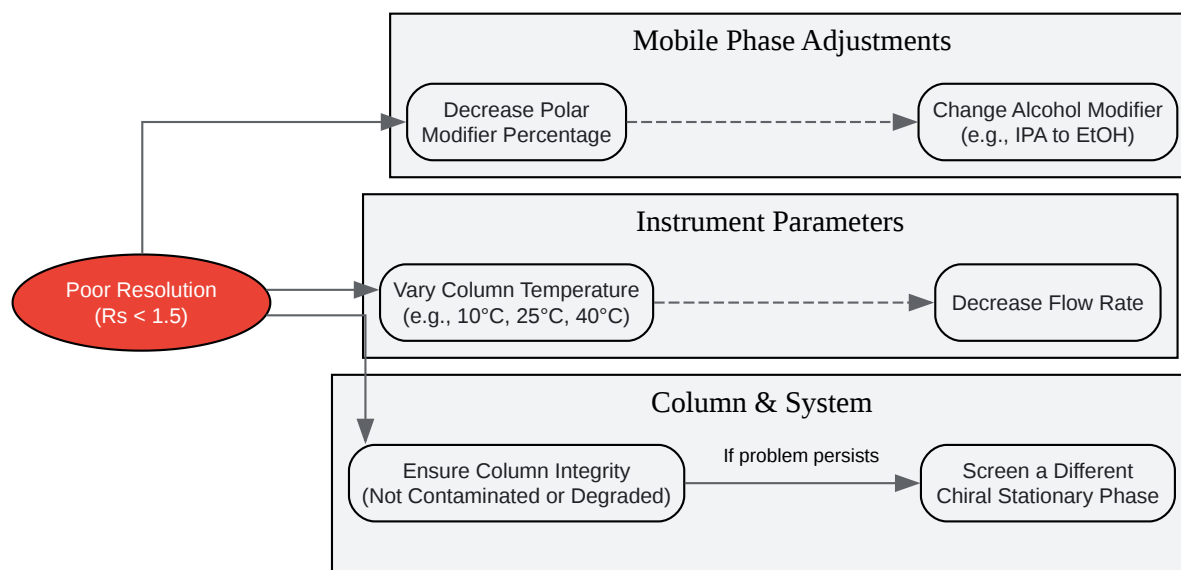 Mobile Phase Adjustments
Decrease Polar
Modifier Percentage
Change Alcohol Modifier
(e.g., IPA to EtOH)
Instrument Parameters
Poor Resolution
(Rs < 1.5)
Vary Column Temperature
(e.g., 10°C, 25°C, 40°C)
Decrease Flow Rate
Column & System
Ensure Column Integrity
(Not Contaminated or Degraded)
If problem persists
Screen a Different
Chiral Stationary Phase